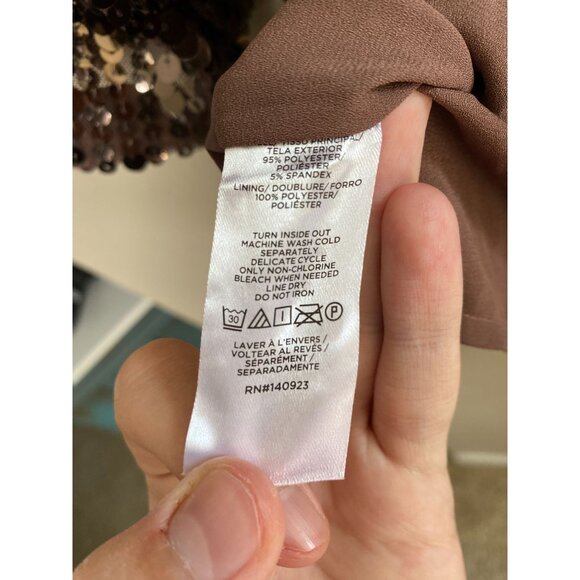 TISSU PRINCIPAL/
TELA EXTERIOR
95% POLYESTER/
POLIÉSTER
5% SPANDEX
LINING/ DOUBLURE/ FORRO
100% POLYESTER/
POLIÉSTER
TURN INSIDE OUT
MACHINE WASH COLD
SEPARATELY
DELICATE CYCLE
ONLY NON-CHLORINE
BLEACH WHEN NEEDED
LINE DRY
DO NOT IRON
30 P
LAVER À L'ENVERS /
VOLTEAR AL REVÉS /
SÉPARÉMENT /
SEPARADAMENTE
RN#140923